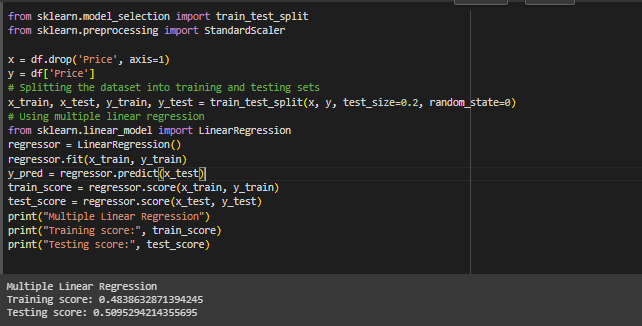 from sklearn.model_selection import train_test_split
from sklearn.preprocessing import StandardScaler
x = df.drop('Price', axis=1)
y = df['Price']
# Splitting the dataset into training and testing sets
x_train, x_test, y_train, y_test = train_test_split(x, y, test_size=0.2, random_state=0)
# Using multiple linear regression
from sklearn.linear_model import LinearRegression
regressor = LinearRegression()
regressor.fit(x_train, y_train)
y_pred = regressor.predict(x_test)
train_score = regressor.score(x_train, y_train)
test_score = regressor.score(x_test, y_test)
print("Multiple Linear Regression")
print("Training score:", train_score)
print("Testing score:", test_score)
Multiple Linear Regression
Training score: 0.4838632871394245
Testing score: 0.5095294214355695